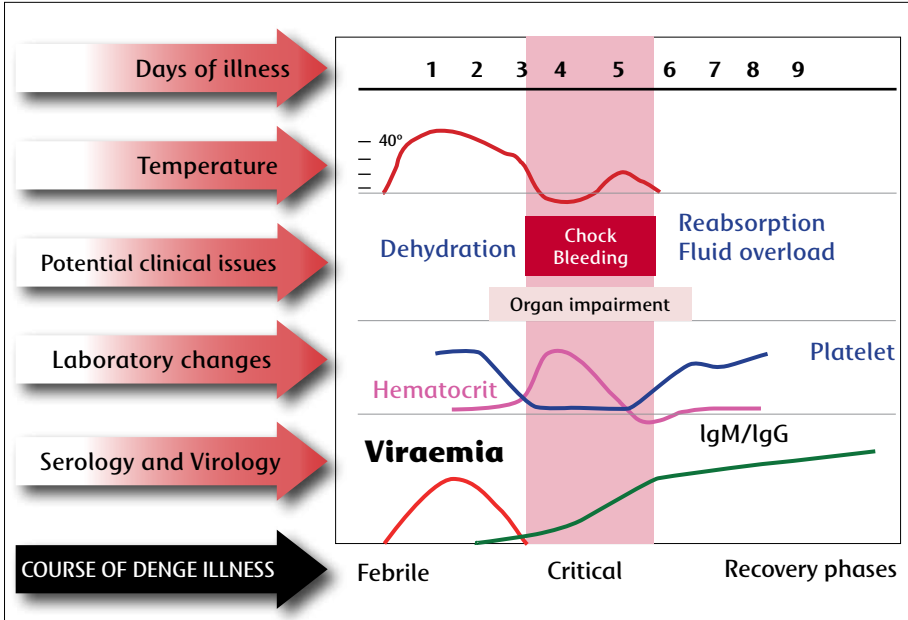 Days of illness
1 2 3 4 5 6 7 8 9
Temperature
40°
Potential clinical issues
Dehydration
Chock
Bleeding
Reabsorption
Fluid overload
Organ impairment
Laboratory changes
Hematocrit
Platelet
Serology and Virology
Viraemia
IgM/IgG
COURSE OF DENGE ILLNESS
Febrile
Critical
Recovery phases